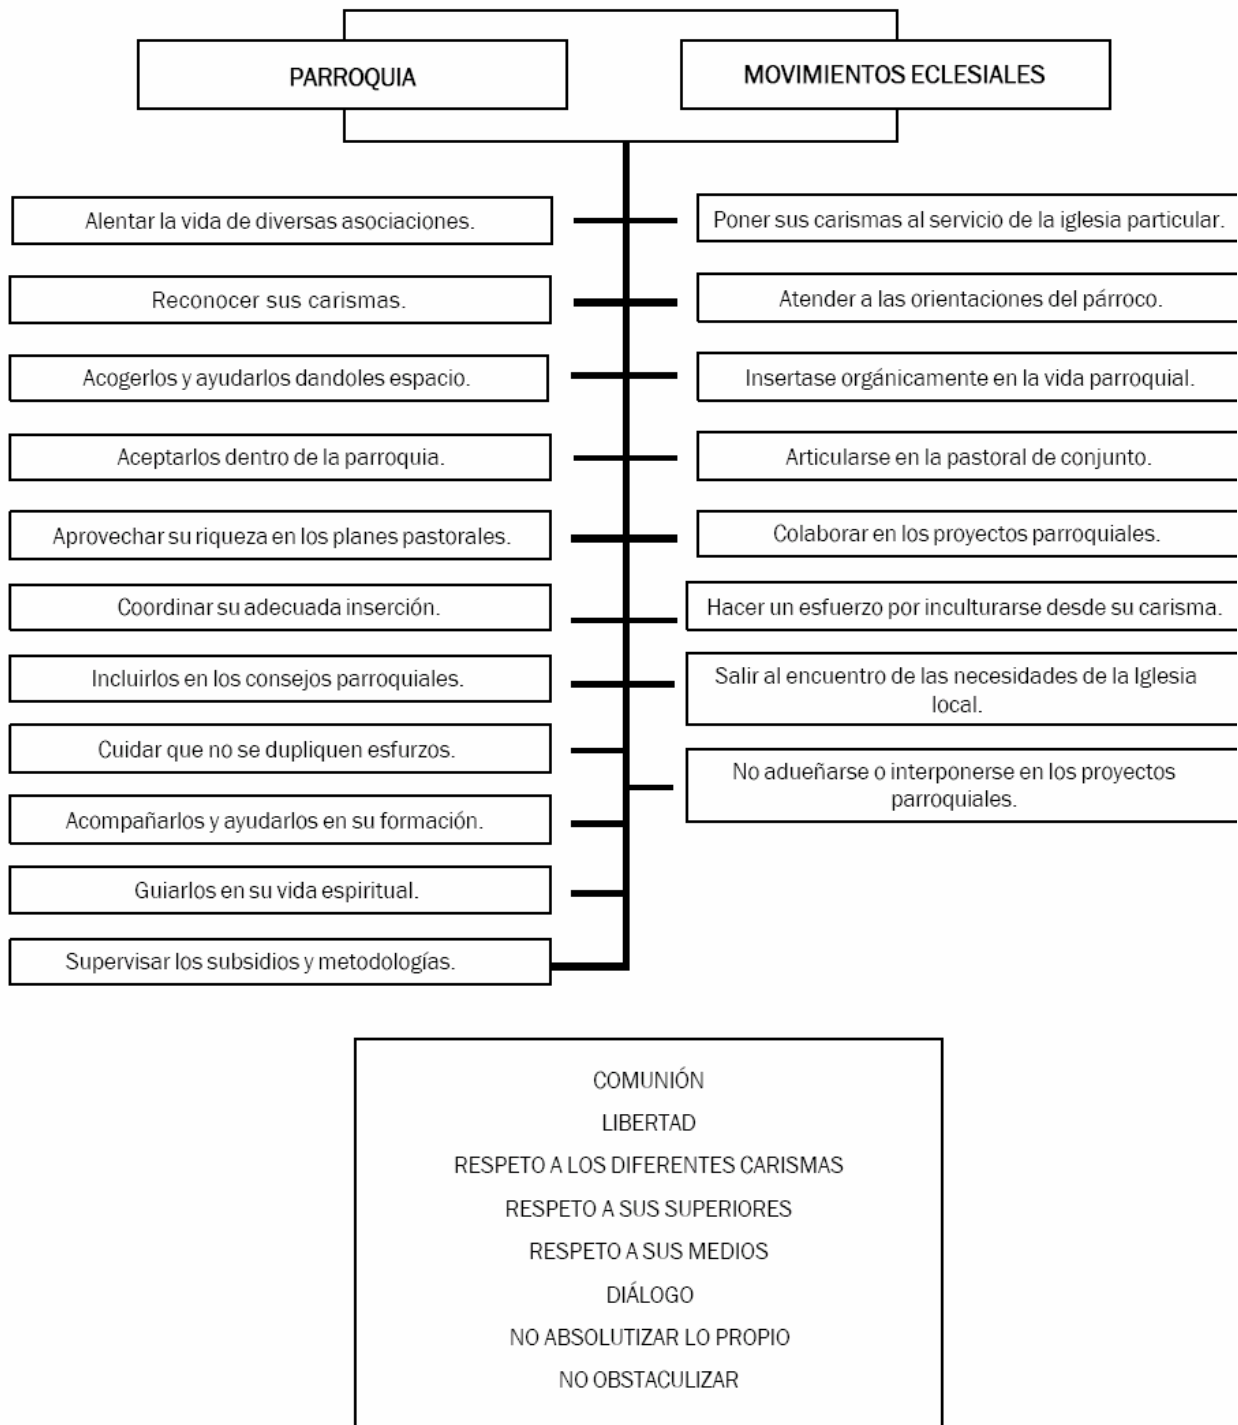 PARROQUIA
MOVIMIENTOS ECLESIALES
Alentar la vida de diversas asociaciones.
Reconocer sus carismas.
Acogerlos y ayudarlos dandoles espacio.
Aceptarlos dentro de la parroquia.
Aprovechar su riqueza en los planes pastorales.
Coordinar su adecuada inserción.
Incluirlos en los consejos parroquiales.
Cuidar que no se dupliquen esfurzos.
Acompañarlos y ayudarlos en su formación.
Guiarlos en su vida espiritual.
Supervisar los subsidios y metodologías.
Poner sus carismas al servicio de la iglesia particular.
Atender a las orientaciones del párroco.
Insertase orgánicamente en la vida parroquial.
Articularse en la pastoral de conjunto.
Colaborar en los proyectos parroquiales.
Hacer un esfuerzo por inculturarse desde su carisma.
Salir al encuentro de las necesidades de la Iglesia
local.
No adueñarse o interponerse en los proyectos
parroquiales.
COMUNIÓN
LIBERTAD
RESPETO A LOS DIFERENTES CARISMAS
RESPETO A SUS SUPERIORES
RESPETO A SUS MEDIOS
DIÁLOGO
NO ABSOLUTIZAR LO PROPIO
NO OBSTACULIZAR